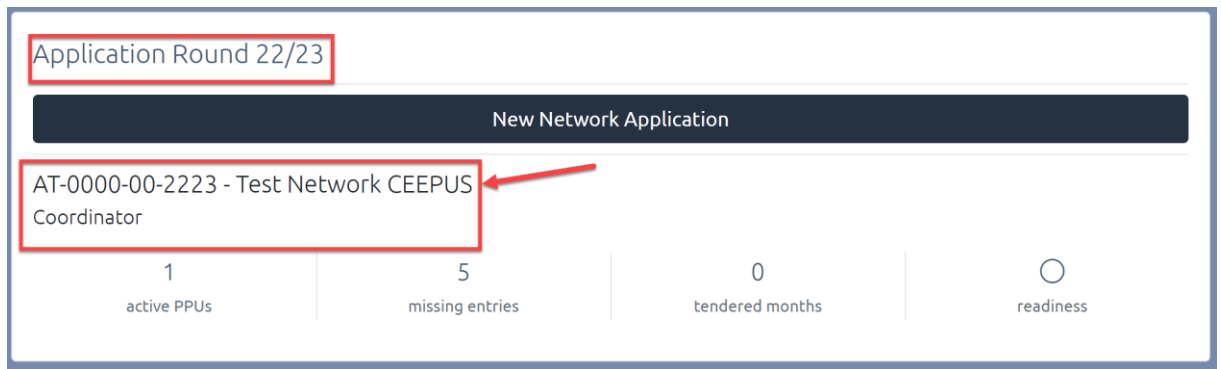 Application Round 22/23
New Network Application
AT-0000-00-2223 - Test Network CEEPUS
Coordinator
1
active PPUs
5
missing entries
0
tendered months
readiness